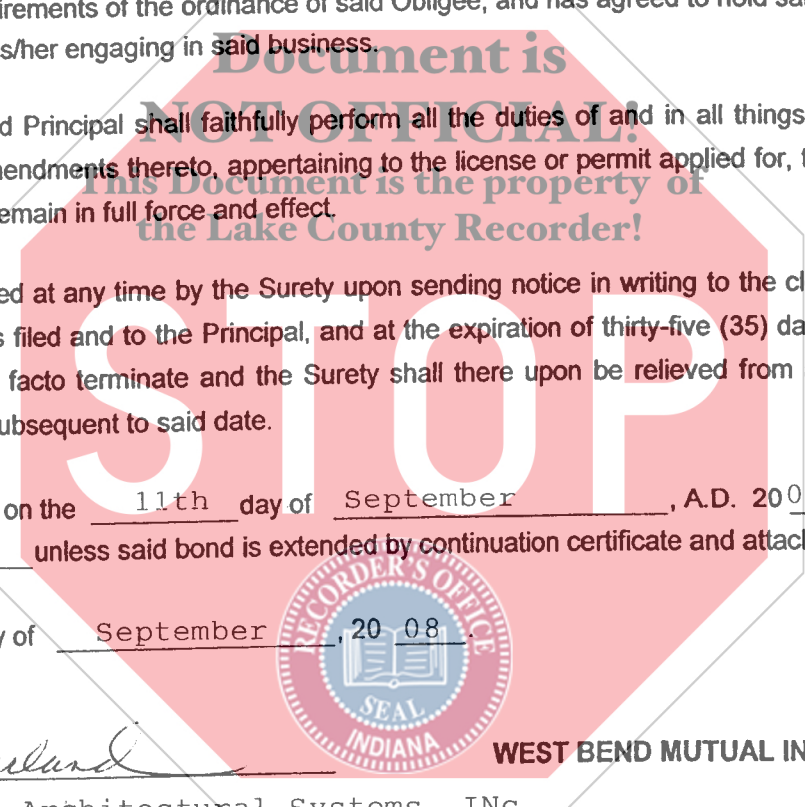 irements of the ordinance of said Obligee, and has agreed to hold sa
s/her engaging in said business.
Document is
NOT OFFICIAL!
d Principal shall faithfully perform all the duties of and in all things
nendments thereto, appertaining to the license or permit applied for, t
This Document is the property of
emain in full force and effect.
the Lake County Recorder!
ed at any time by the Surety upon sending notice in writing to the cl
s filed and to the Principal, and at the expiration of thirty-five (35) da
facto terminate and the Surety shall there upon be relieved from
ubsequent to said date.
STOP
on the 11th day of September , A.D. 200
unless said bond is extended by continuation certificate and attac
y of September , 20 08 .
RECORDER'S OFFICE
SEAL
INDIANA
WEST BEND MUTUAL IN
Architectural Systems, INc